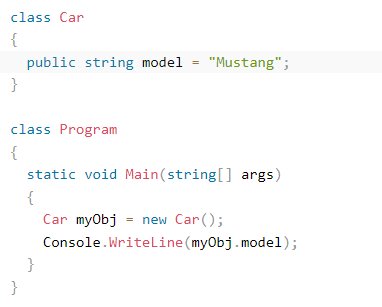 class Car
{
  public string model = "Mustang";
}

class Program
{
  static void Main(string[] args)
  {
    Car myObj = new Car();
    Console.WriteLine(myObj.model);
  }
}